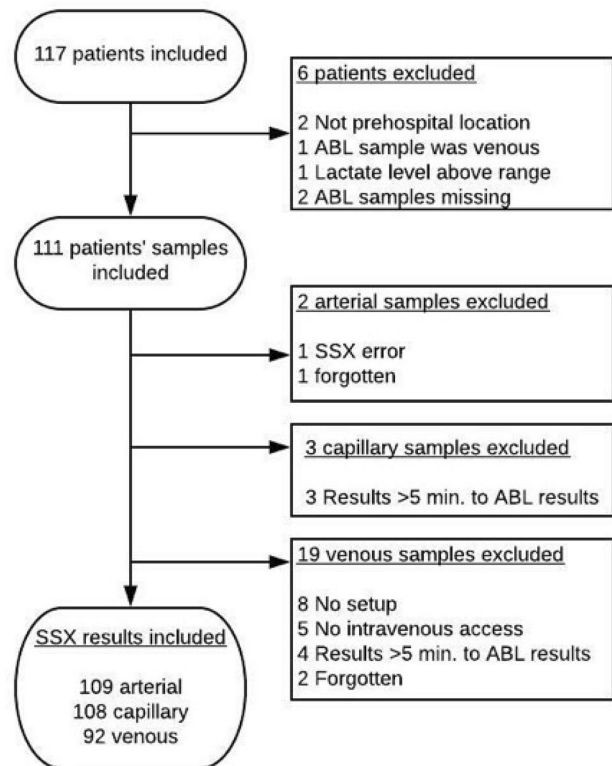 117 patients included
6 patients excluded
2 Not prehospital location
1 ABL sample was venous
1 Lactate level above range
2 ABL samples missing
111 patients' samples
included
2 arterial samples excluded
1 SSX error
1 forgotten
3 capillary samples excluded
3 Results >5 min. to ABL results
19 venous samples excluded
8 No setup
5 No intravenous access
4 Results >5 min. to ABL results
2 Forgotten
SSX results included
109 arterial
108 capillary
92 venous